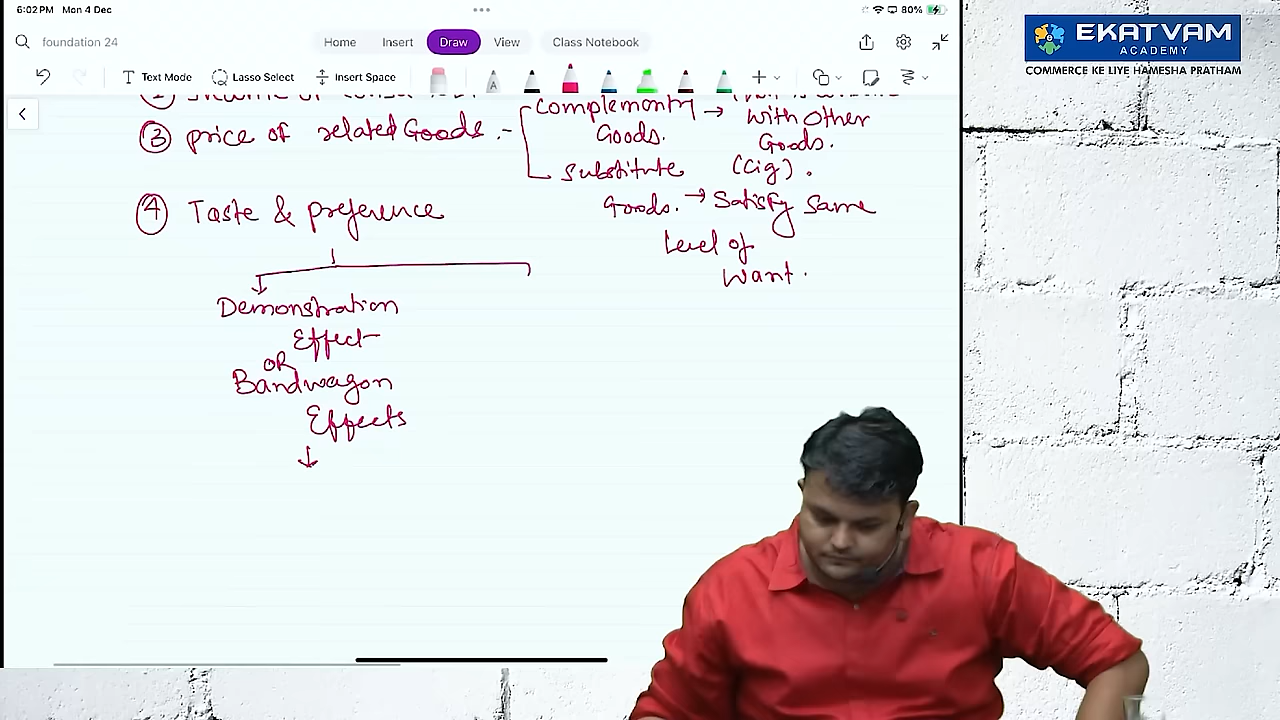 6:02 PM Mon 4 Dec
80%
foundation 24
Home Insert Draw View Class Notebook
Text Mode Lasso Select Insert Space
EKATVAM
ACADEMY
COMMERCE KE LIYE HAMESHA PRATHAM
③ price of related Goods :-
Complementry Goods. → with other Goods. (Cig).
Substitute Goods. → Satisfy same level of want.
④ Taste & preference
Demonstration
Effect
OR
Bandwagon
Effects